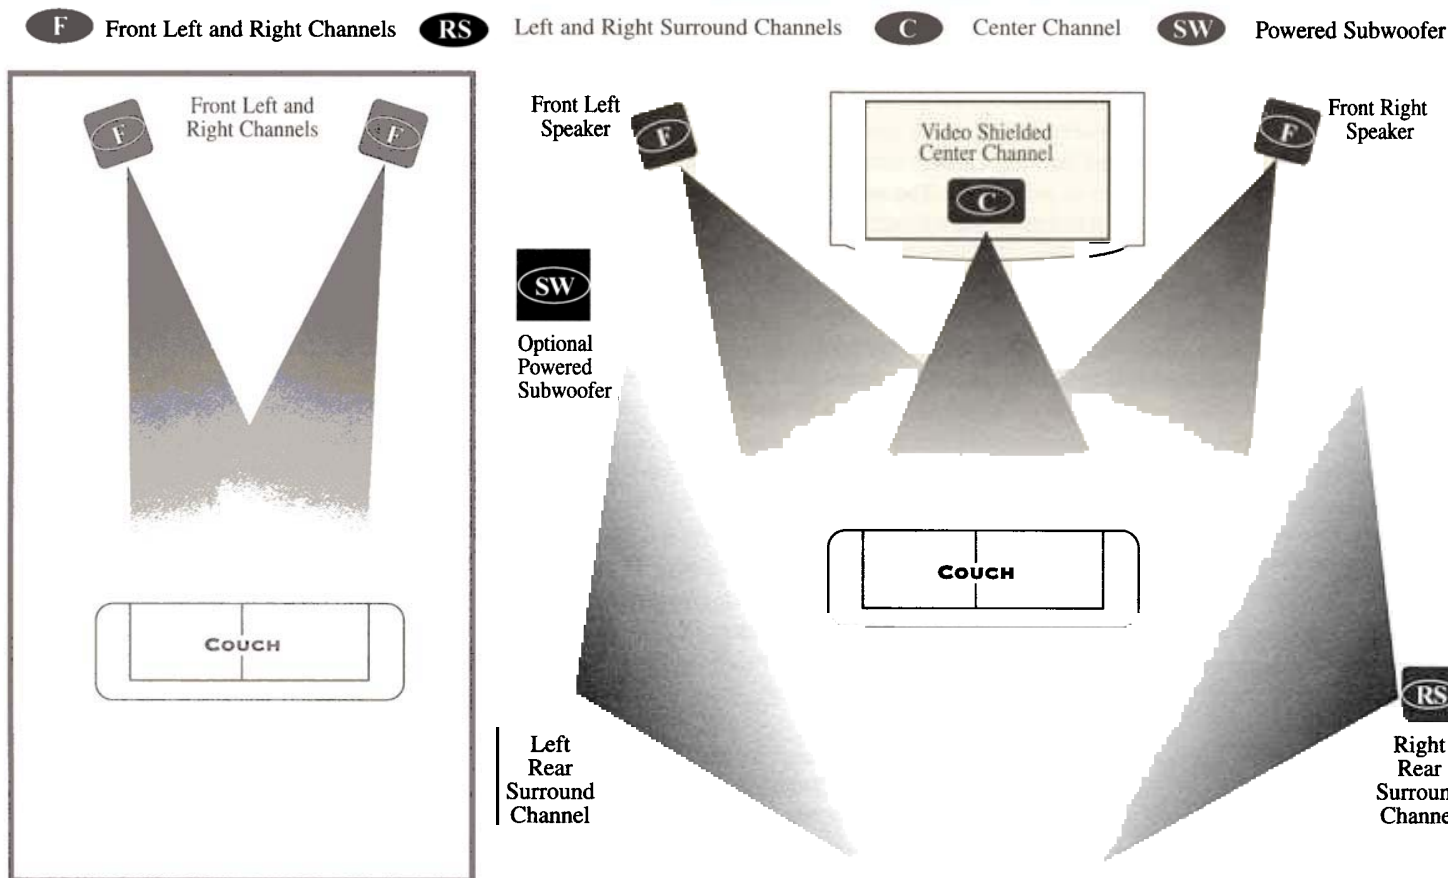 F Front Left and Right Channels RS Left and Right Surround Channels C Center Channel SW Powered Subwoofer
Front Left and
Right Channels
F
F
COUCH
Front Left
Speaker
F
Video Shielded
Center Channel
C
F
Front Right
Speaker
SW
Optional
Powered
Subwoofer
COUCH
Left
Rear
Surround
Channel
RS
Right
Rear
Surroun
Channe